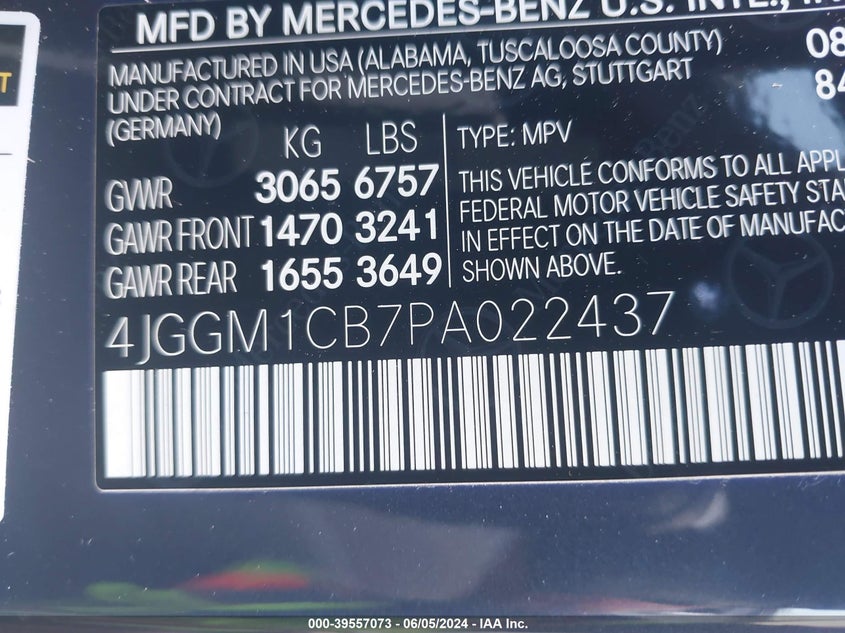 MFD BY MERCEDES-BENZ U.S. INTL., IN
MANUFACTURED IN USA (ALABAMA, TUSCALOOSA COUNTY)
UNDER CONTRACT FOR MERCEDES-BENZ AG, STUTTGART
(GERMANY)
08
84
KG LBS
GVWR 3065 6757
GAWR FRONT 1470 3241
GAWR REAR 1655 3649
TYPE: MPV
THIS VEHICLE CONFORMS TO ALL APPL
FEDERAL MOTOR VEHICLE SAFETY STA
IN EFFECT ON THE DATE OF MANUFAC
SHOWN ABOVE.
4JGGM1CB7PA022437
T
000-39557073 - 06/05/2024 - IAA Inc.